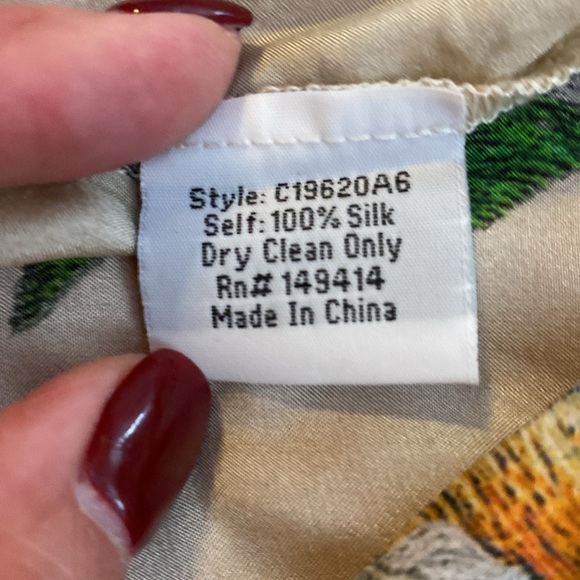 Style: C19620A6
Self: 100% Silk
Dry Clean Only
Rn# 149414
Made In China